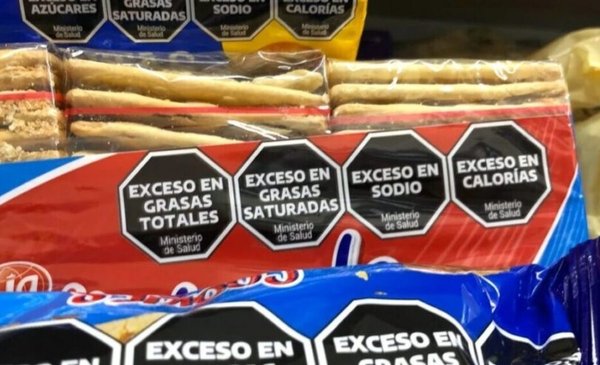 AZÚCARES
GRASAS
SATURADAS
Ministerio
de Salud
SODIO
Ministerio
de Salud
CALORÍAS
Ministerio
de Salud
EXCESO EN
GRASAS
TOTALES
Ministerio
de Salud
EXCESO EN
GRASAS
SATURADAS
Ministerio
de Salud
EXCESO EN
SODIO
Ministerio
de Salud
EXCESO EN
CALORÍAS
Ministerio
de Salud
EXCESO EN
EXCESO EN
GRASAS